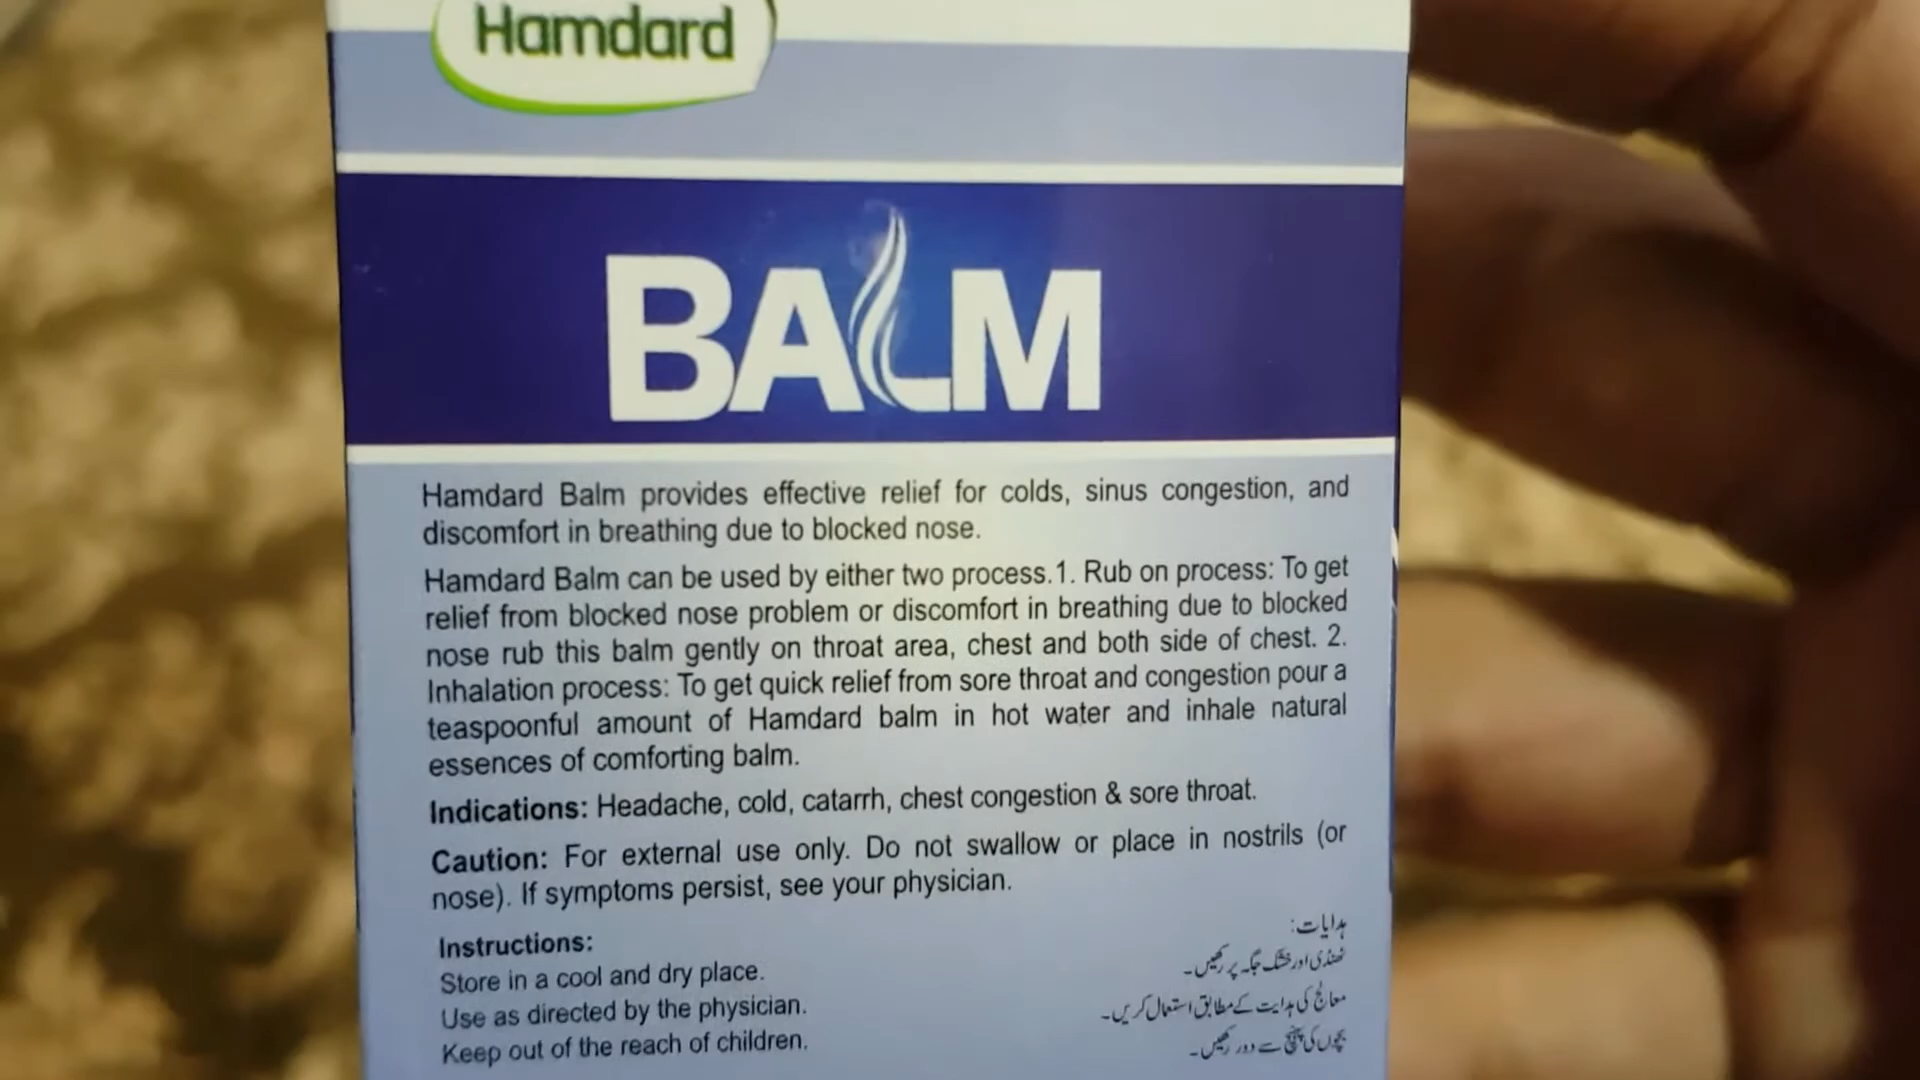 Hamdard
BALM
Hamdard Balm provides effective relief for colds, sinus congestion, and
discomfort in breathing due to blocked nose.
Hamdard Balm can be used by either two process.1. Rub on process: To get
relief from blocked nose problem or discomfort in breathing due to blocked
nose rub this balm gently on throat area, chest and both side of chest. 2.
Inhalation process: To get quick relief from sore throat and congestion pour a
teaspoonful amount of Hamdard balm in hot water and inhale natural
essences of comforting balm.
Indications: Headache, cold, catarrh, chest congestion & sore throat.
Caution: For external use only. Do not swallow or place in nostrils (or
nose). If symptoms persist, see your physician.
Instructions:
Store in a cool and dry place.
Use as directed by the physician.
Keep out of the reach of children.
ہدایات:
ٹھنڈی اور خشک جگہ پر رکھیں۔
معالج کی ہدایت کے مطابق استعمال کریں۔
بچوں کی پہنچ سے دور رکھیں۔